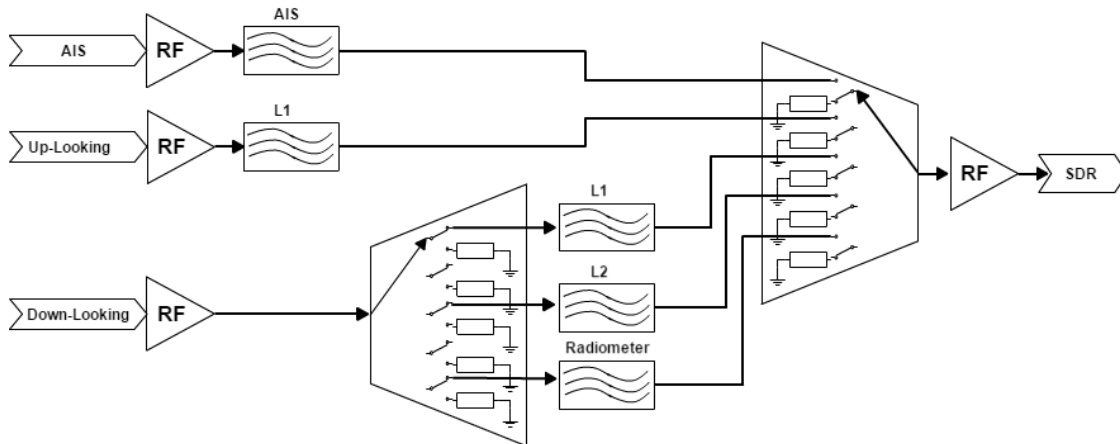 AIS
RF
AIS
Up-Looking
RF
L1
RF
SDR
L1
L2
Down-Looking
RF
Radiometer